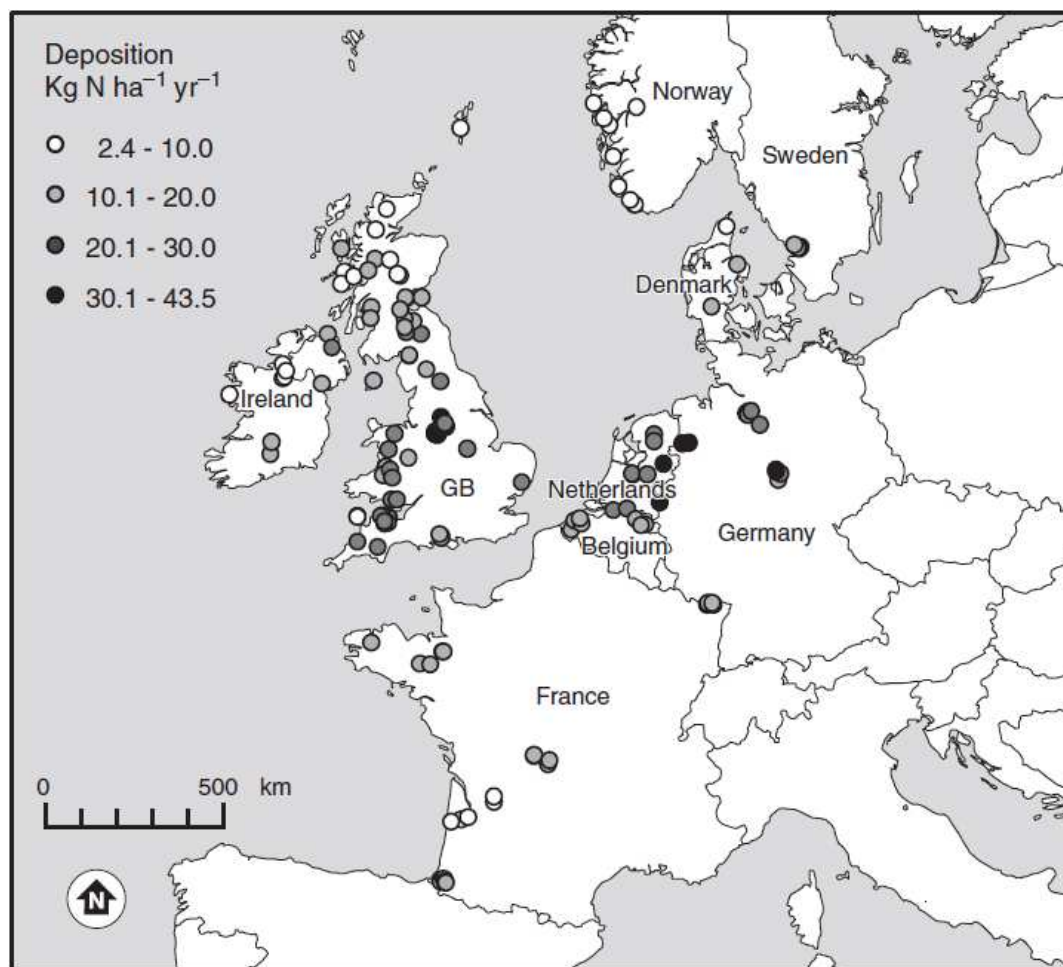 Deposition
Kg N ha⁻¹ yr⁻¹
2.4 - 10.0
10.1 - 20.0
20.1 - 30.0
30.1 - 43.5
Norway
Sweden
Denmark
Ireland
GB
Netherlands
Belgium
Germany
France
0 500 km
N